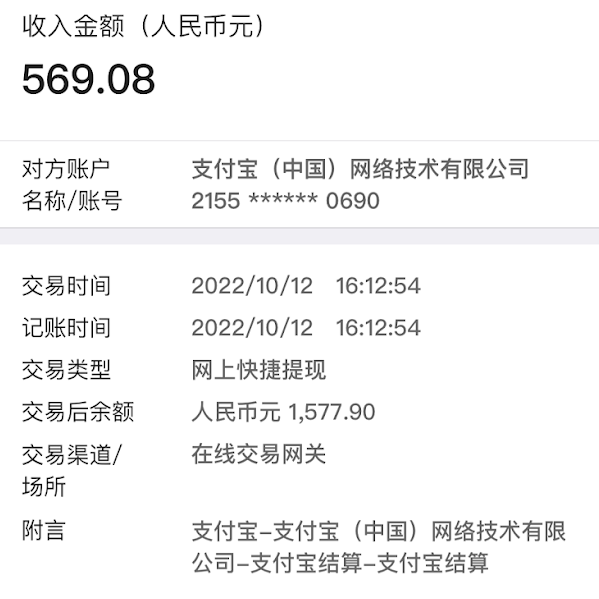 收入金额（人民币元）
569.08
对方账户 支付宝（中国）网络技术有限公司
名称/账号 2155 ****** 0690
交易时间 2022/10/12 16:12:54
记账时间 2022/10/12 16:12:54
交易类型 网上快捷提现
交易后余额 人民币元 1,577.90
交易渠道/ 在线交易网关
场所
附言 支付宝–支付宝（中国）网络技术有限
公司–支付宝结算–支付宝结算